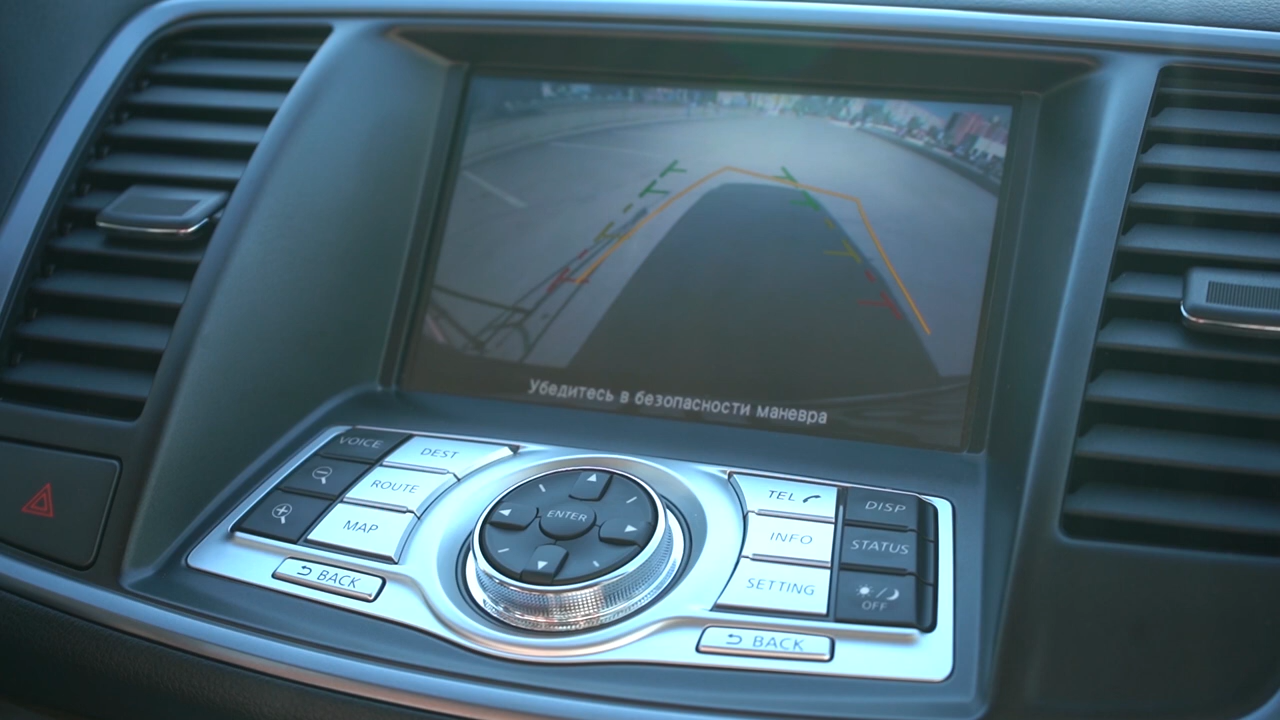 Убедитесь в безопасности маневра
VOICE
DEST
ROUTE
MAP
BACK
ENTER
TEL
DISP
INFO
STATUS
SETTING
OFF
BACK